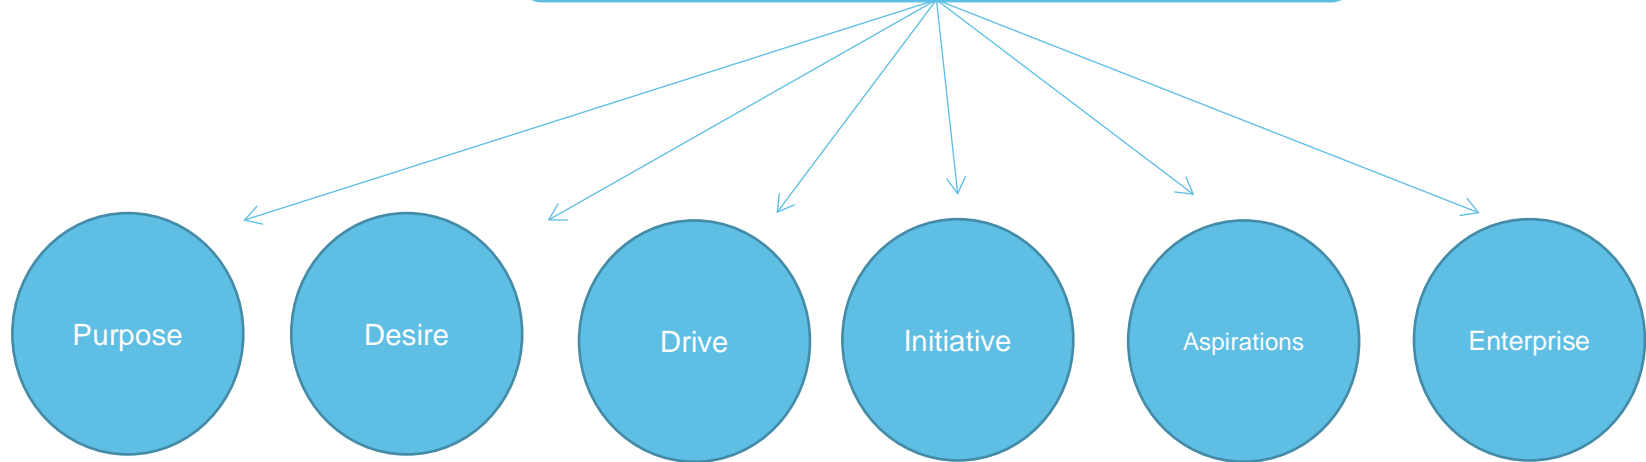 Purpose
Desire
Drive
Initiative
Aspirations
Enterprise